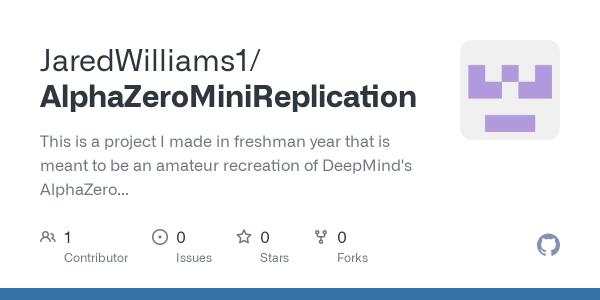 JaredWilliams1/
AlphaZeroMiniReplication
This is a project I made in freshman year that is
meant to be an amateur recreation of DeepMind's
AlphaZero...
1 0 0 0
Contributor Issues Stars Forks